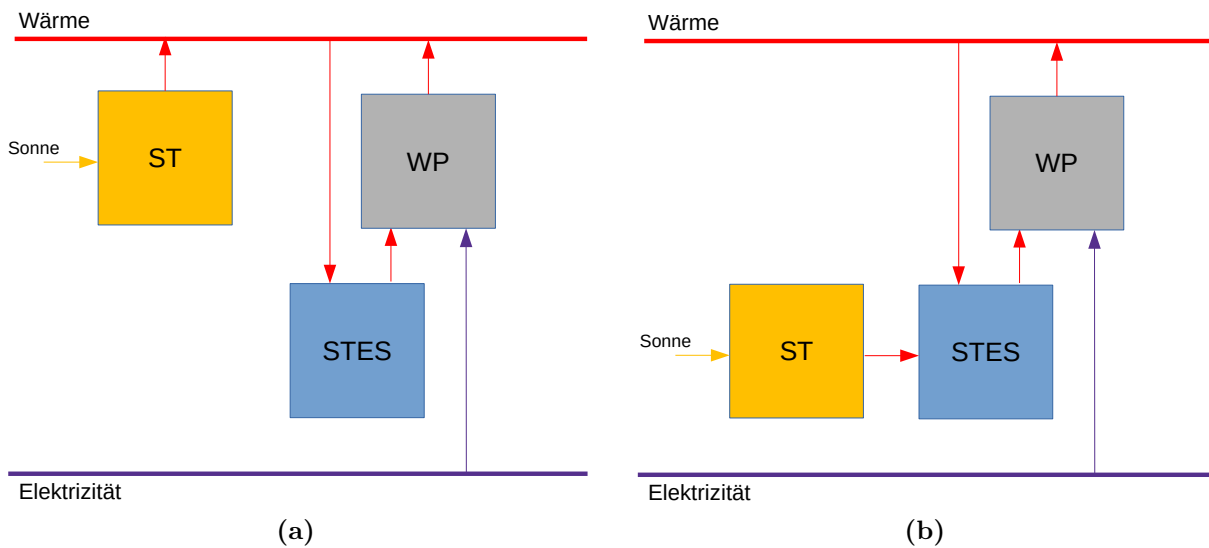 Wärme
Sonne
ST
WP
STES
Elektrizität
(a)
Wärme
WP
Sonne
ST
STES
Elektrizität
(b)